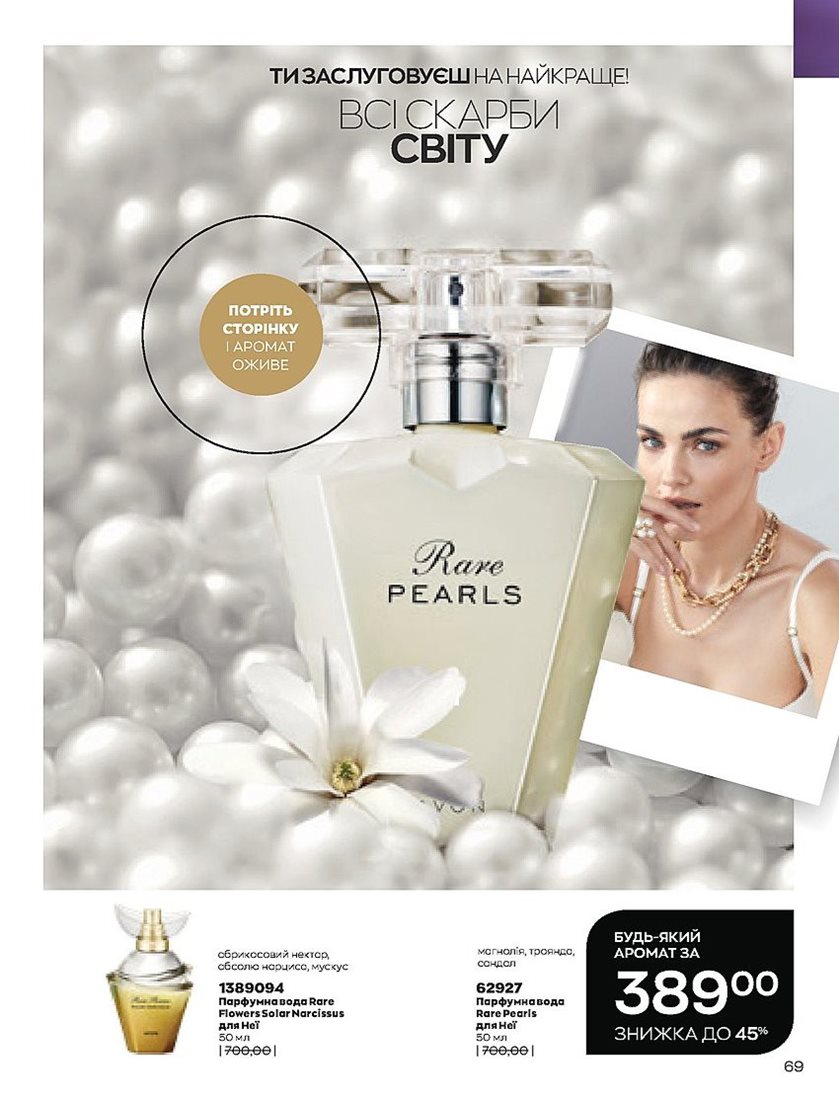 ТИ ЗАСЛУГОВУЄШ НА НАЙКРАЩЕ!
ВСІ СКАРБИ
СВІТУ
ПОТРІТЬ
СТОРІНКУ
І АРОМАТ
ОЖИВЕ
Rare
PEARLS
AVON
абрикосовий нектар,
абсолю нарциса, мускус
1389094
Парфумна вода Rare
Flowers Solar Narcissus
для Неї
50 мл
| 700,00 |
магнолія, троянда,
сандал
62927
Парфумна вода
Rare Pearls
для Неї
50 мл
| 700,00 |
БУДЬ-ЯКИЙ
АРОМАТ ЗА
38900
ЗНИЖКА ДО 45%
69